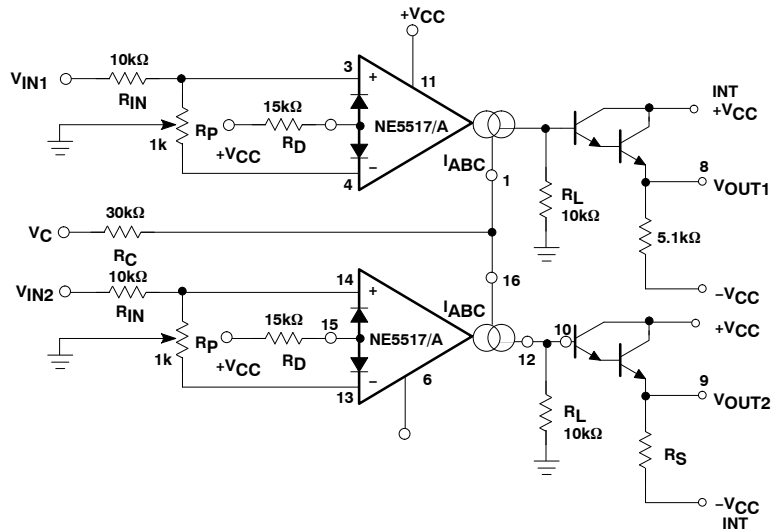 +VCC
VIN1
10kΩ
RIN
3
+
11
INT
+VCC
RP
1k
+VCC
15kΩ
RD
NE5517/A
−
4
IABC
1
RL
10kΩ
8
VOUT1
5.1kΩ
−VCC
VC
30kΩ
RC
VIN2
10kΩ
RIN
14
+
IABC
16
+VCC
RP
1k
+VCC
15kΩ
RD
15
NE5517/A
−
13
6
12
10
RL
10kΩ
9
VOUT2
RS
−VCC
INT